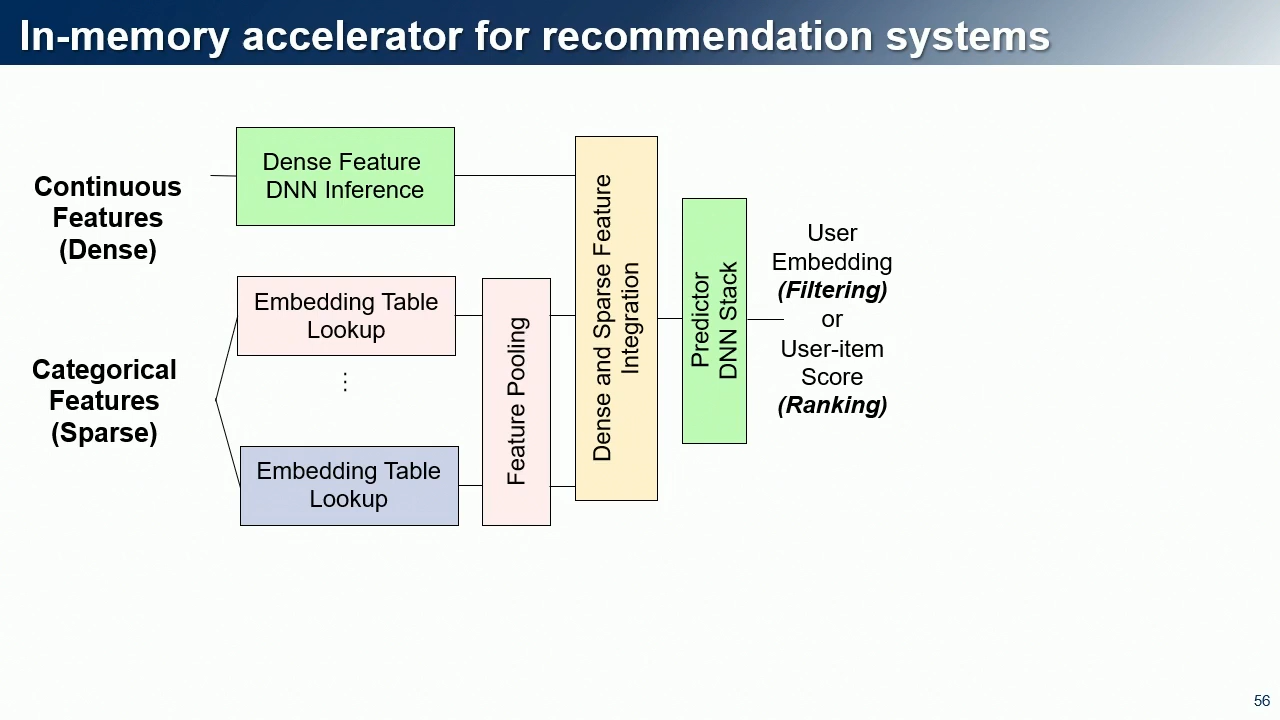 In-memory accelerator for recommendation systems
Continuous
Features
(Dense)
Dense Feature
DNN Inference
Categorical
Features
(Sparse)
Embedding Table
Lookup
⋮
Embedding Table
Lookup
Feature Pooling
Dense and Sparse Feature
Integration
Predictor
DNN Stack
User
Embedding
(Filtering)
or
User-item
Score
(Ranking)
56